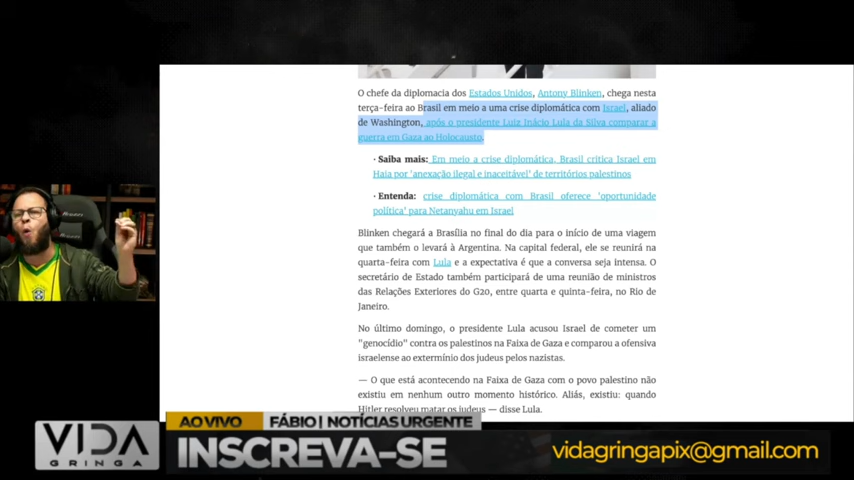 O chefe da diplomacia dos Estados Unidos, Antony Blinken, chega nesta
terça-feira ao Brasil em meio a uma crise diplomática com Israel, aliado
de Washington, após o presidente Luiz Inácio Lula da Silva comparar a
guerra em Gaza ao Holocausto.
· Saiba mais: Em meio a crise diplomática, Brasil critica Israel em
Haia por 'anexação ilegal e inaceitável' de territórios palestinos
· Entenda: crise diplomática com Brasil oferece 'oportunidade
política' para Netanyahu em Israel
Blinken chegará a Brasília no final do dia para o início de uma viagem
que também o levará à Argentina. Na capital federal, ele se reunirá na
quarta-feira com Lula e a expectativa é que a conversa seja intensa. O
secretário de Estado também participará de uma reunião de ministros
das Relações Exteriores do G20, entre quarta e quinta-feira, no Rio de
Janeiro.
No último domingo, o presidente Lula acusou Israel de cometer um
"genocídio" contra os palestinos na Faixa de Gaza e comparou a ofensiva
israelense ao extermínio dos judeus pelos nazistas.
— O que está acontecendo na Faixa de Gaza com o povo palestino não
existiu em nenhum outro momento histórico. Aliás, existiu: quando
Hitler resolveu matar os judeus — disse Lula.
AO VIVO FÁBIO | NOTÍCIAS URGENTE
VIDA
GRINGA
INSCREVA-SE
vidagringapix@gmail.com